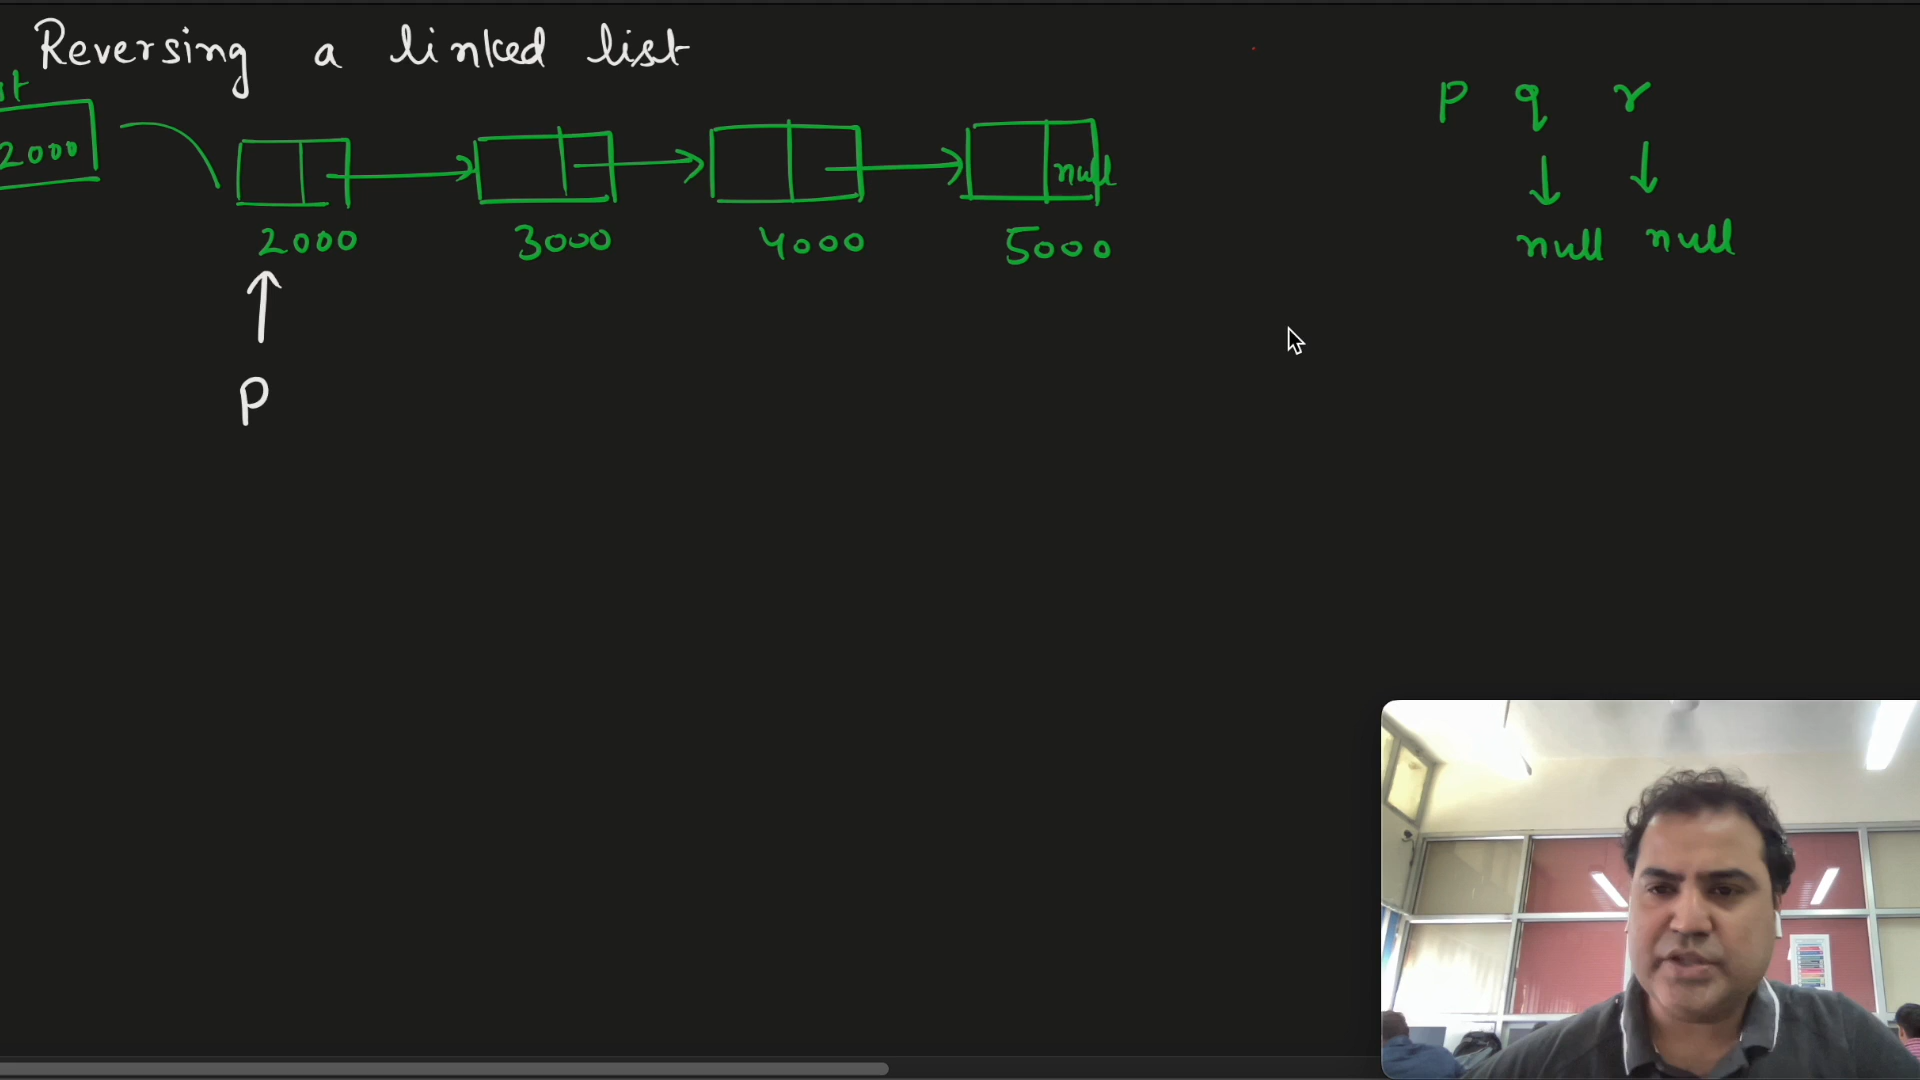 Reversing a linked list
p q r
2000
null
2000 3000 4000 5000
null null
p